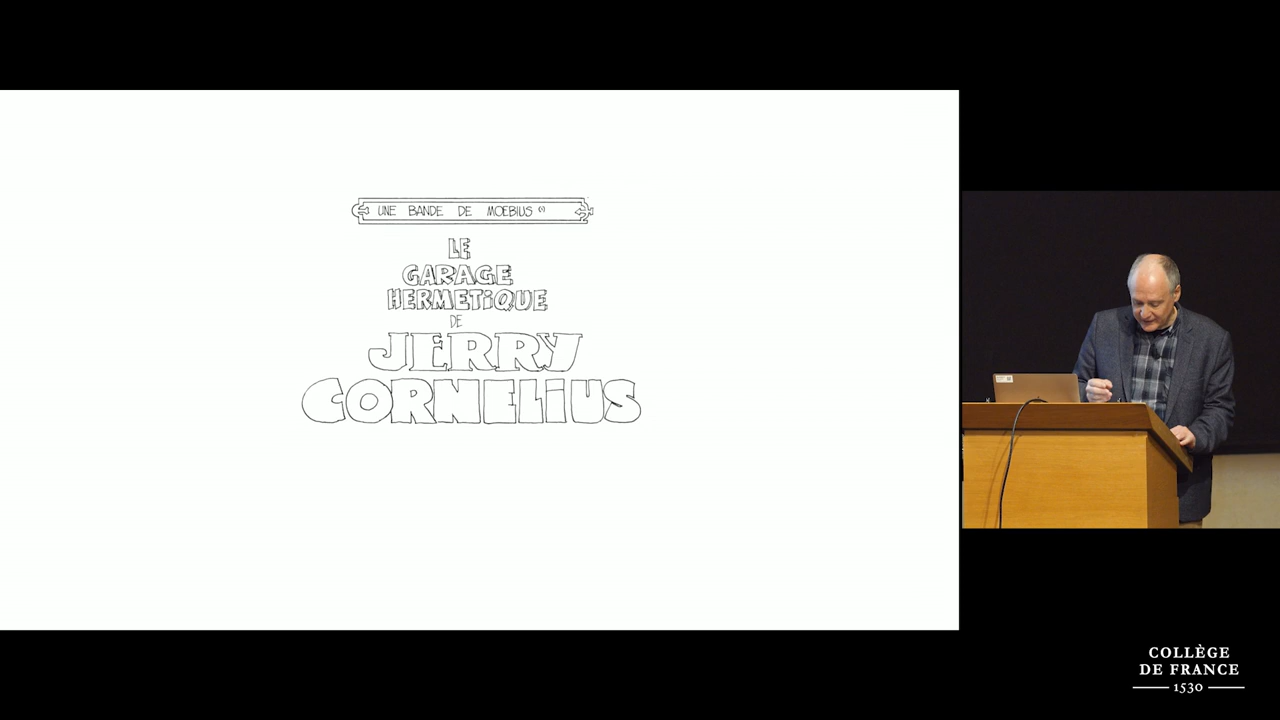 UNE BANDE DE MOEBIUS
LE
GARAGE
HERMETiQUE
DE
JERRY
CORNELiUS
COLLÈGE
DE FRANCE
1530